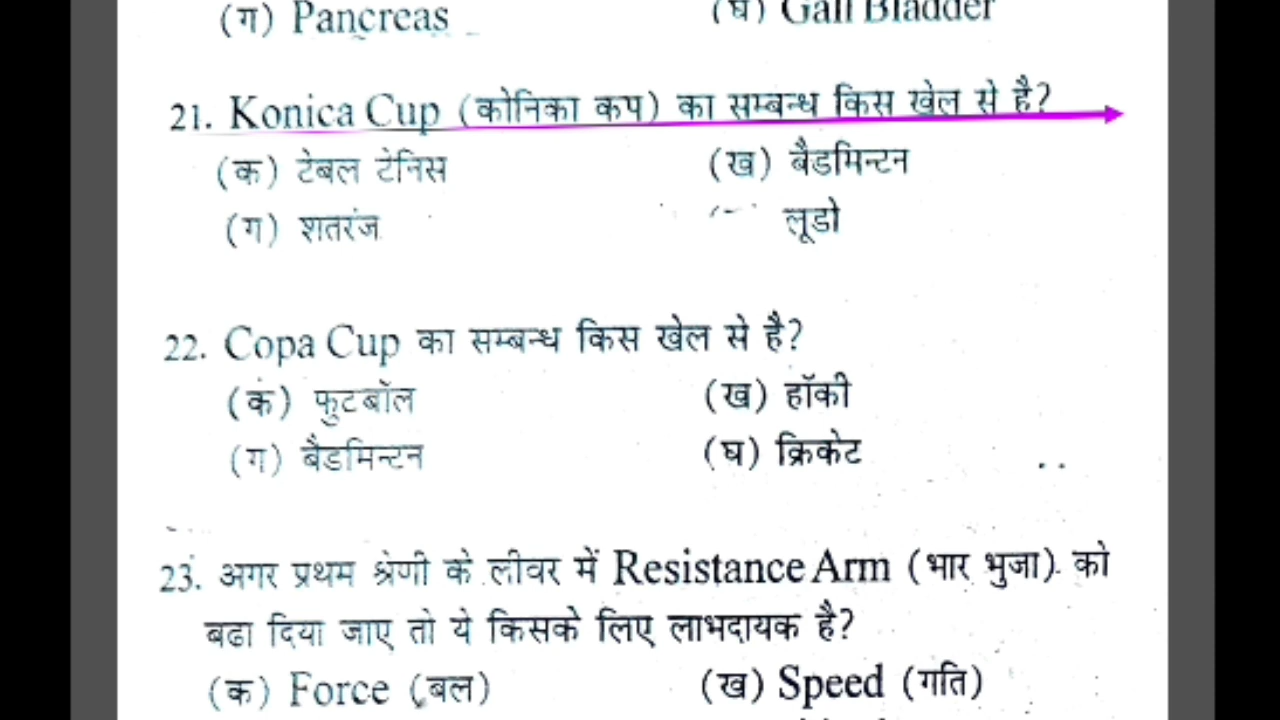 (ग) Pancreas (घ) Gall Bladder
21. Konica Cup (कोनिका कप) का सम्बन्ध किस खेल से है?
(क) टेबल टेनिस (ख) बैडमिन्टन
(ग) शतरंज लूडो
22. Copa Cup का सम्बन्ध किस खेल से है?
(क) फुटबॉल (ख) हॉकी
(ग) बैडमिन्टन (घ) क्रिकेट
23. अगर प्रथम श्रेणी के लीवर में Resistance Arm (भार भुजा) को
बढा दिया जाए तो ये किसके लिए लाभदायक है?
(क) Force (बल) (ख) Speed (गति)